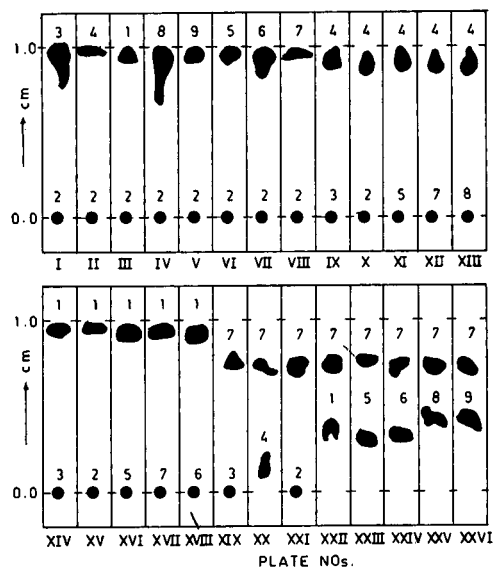 3 4 1 8 9 5 6 7 4 4 4 4 4
1.0
cm
2 2 2 2 2 2 2 2 3 2 5 7 8
0.0
I II III IV V VI VII VIII IX X XI XII XIII
1 1 1 1 1
1.0
7 7 7 7 7 7 7 7
cm
1 5 6 8 9
4
3 2 5 7 6 3 2
0.0
XIV XV XVI XVII XVIII XIX XX XXI XXII XXIII XXIV XXV XXVI
PLATE NOs.